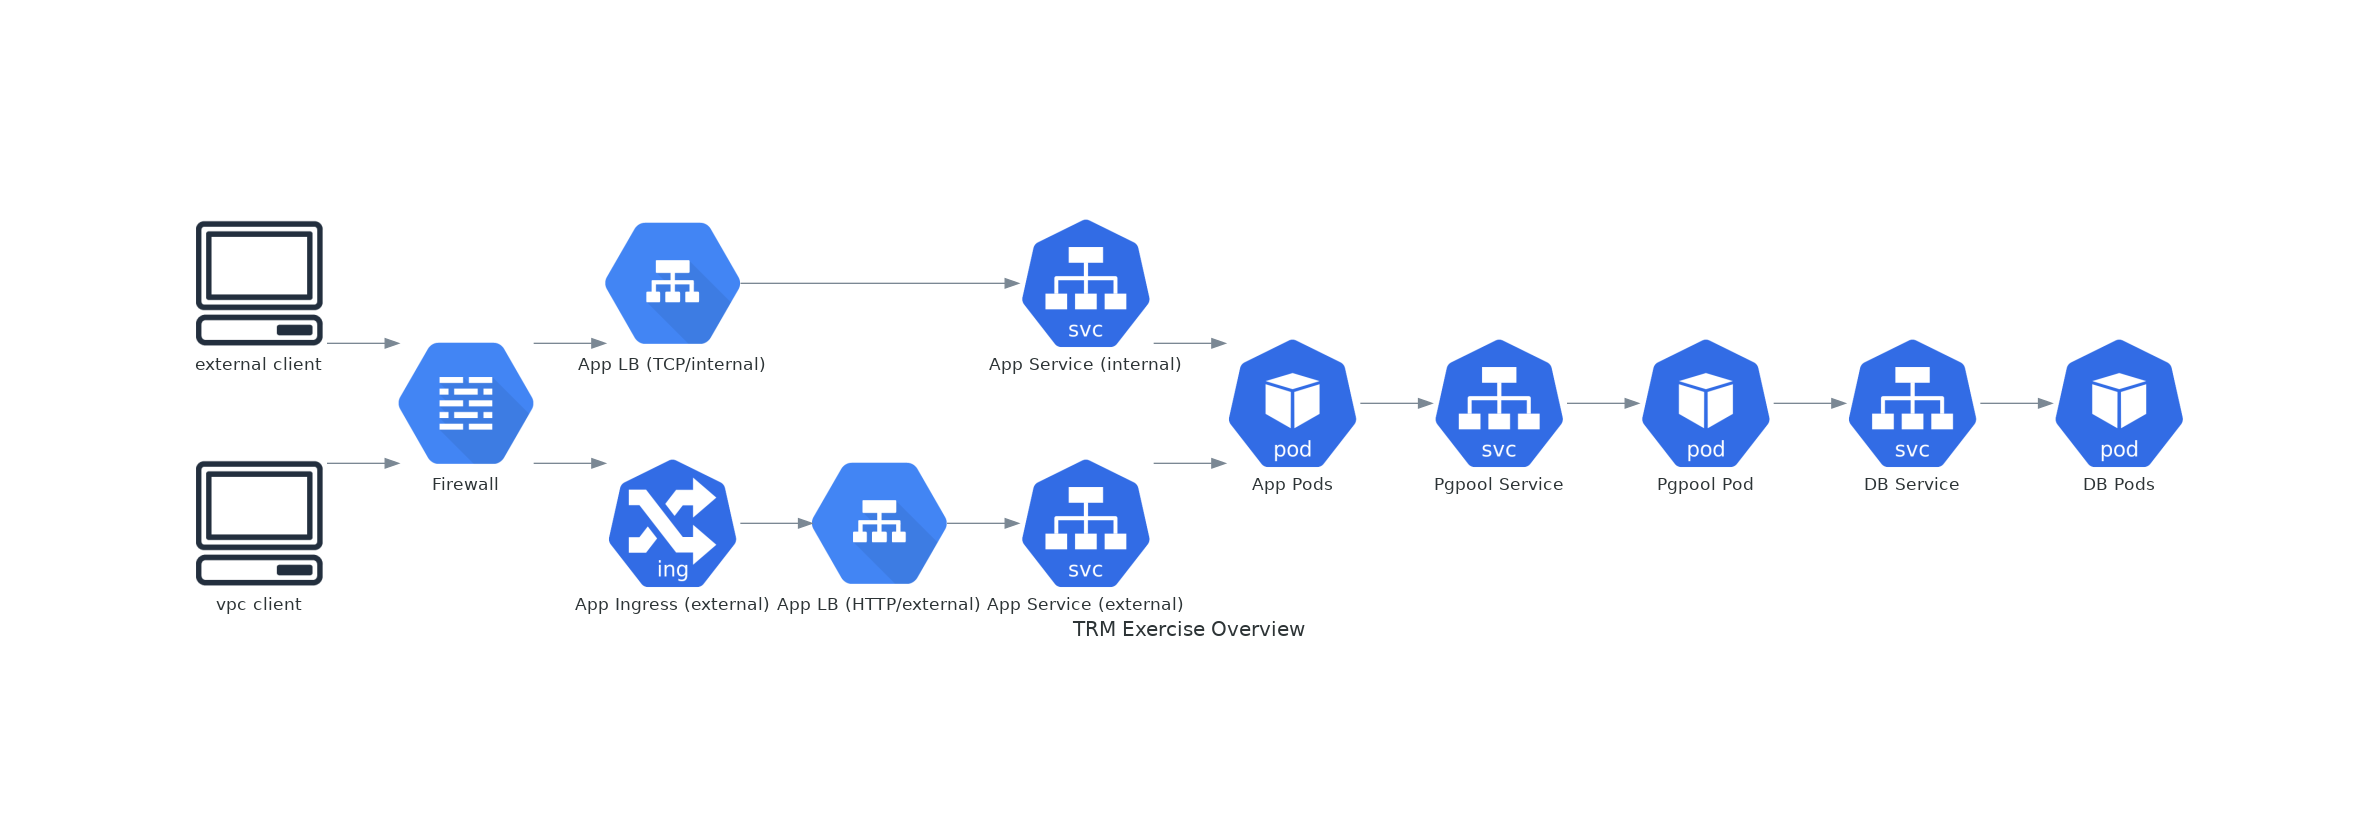 external client
vpc client
Firewall
App LB (TCP/internal)
ing
App Ingress (external)
App LB (HTTP/external)
svc
App Service (internal)
svc
App Service (external)
pod
App Pods
svc
Pgpool Service
pod
Pgpool Pod
svc
DB Service
pod
DB Pods
TRM Exercise Overview